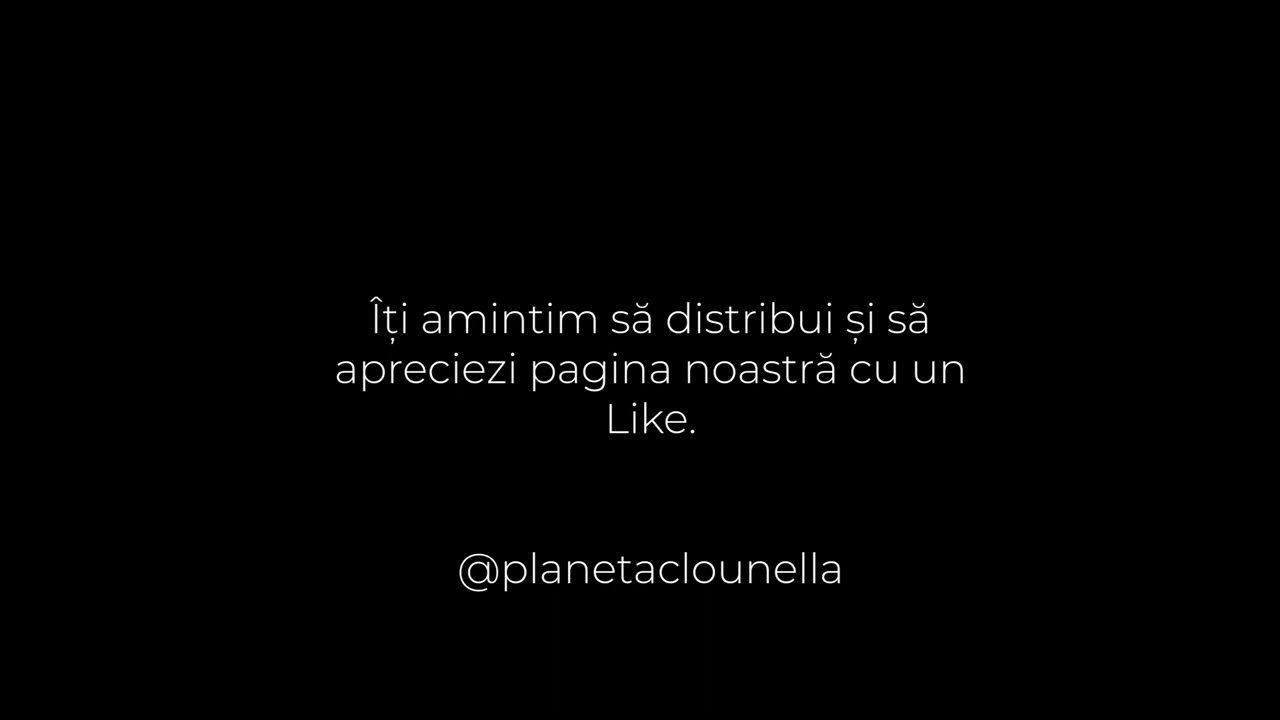 Îți amintim să distribui și să
apreciezi pagina noastră cu un
Like.
@planetaclounella